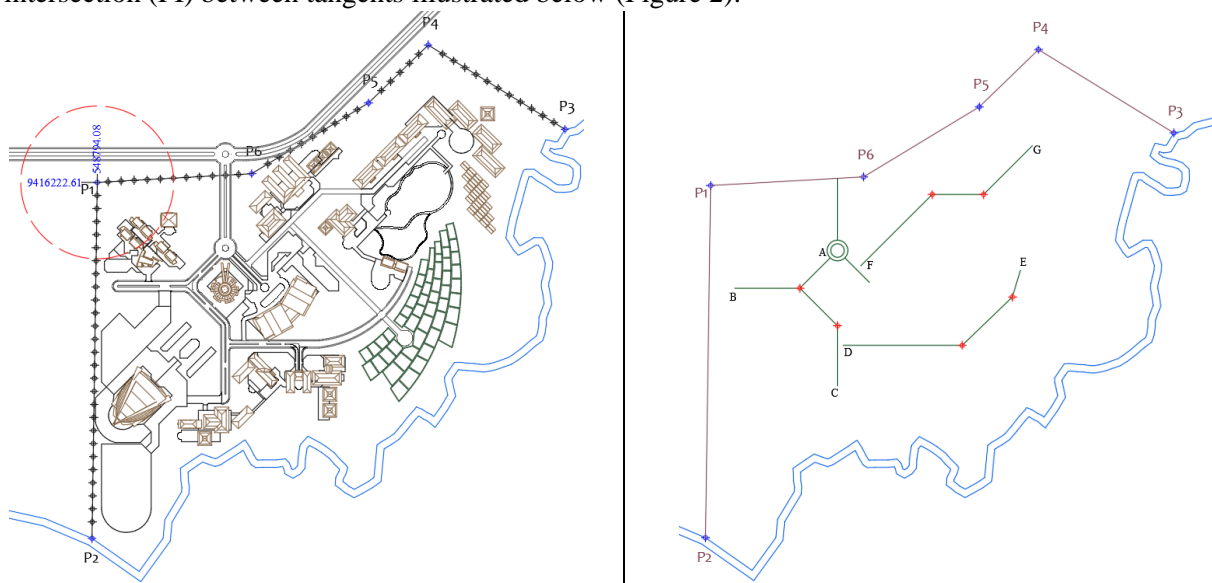 intersection (PI) between tangents illustrated below (Figure 2).
P4
P5
P3
P6
548794.08
9416222.61
P1
P2
P4
P5
P3
P6
G
P1
A
F
E
B
D
C
P2